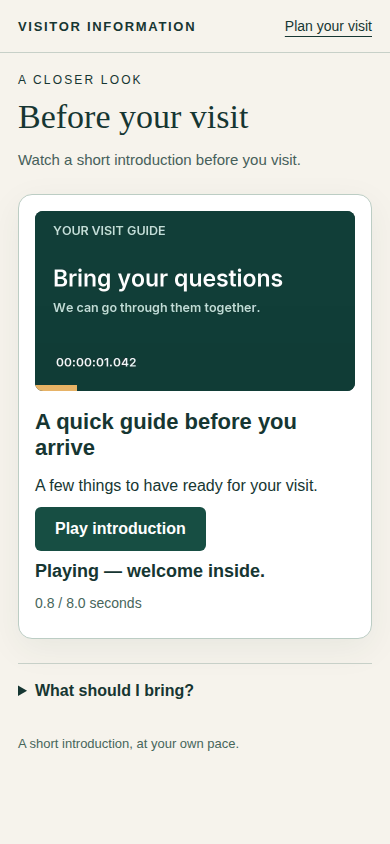 VISITOR INFORMATION
Plan your visit
A CLOSER LOOK
Before your visit
Watch a short introduction before you visit.
YOUR VISIT GUIDE
Bring your questions
We can go through them together.
00:00:01.042
A quick guide before you
arrive
A few things to have ready for your visit.
Play introduction
Playing — welcome inside.
0.8 / 8.0 seconds
What should I bring?
A short introduction, at your own pace.